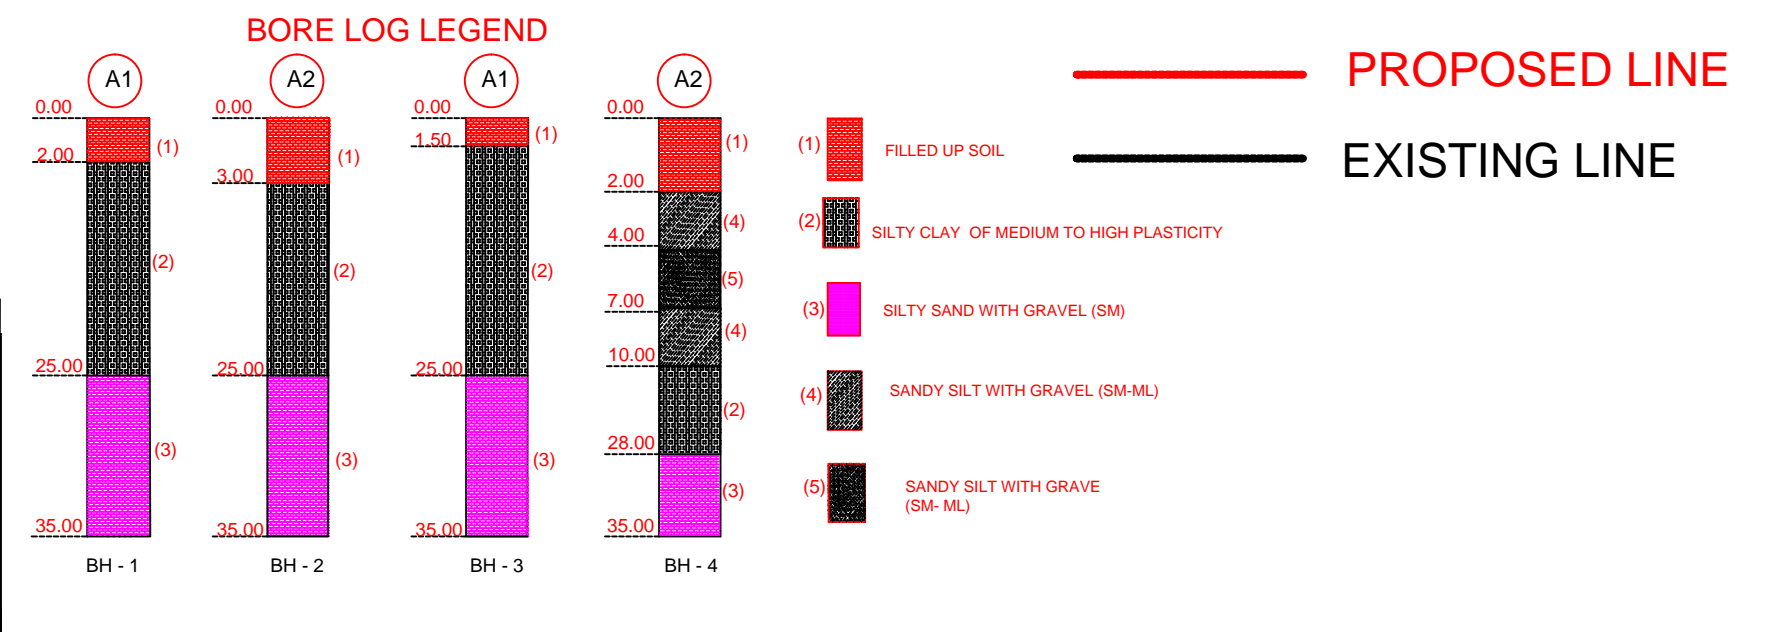 BORE LOG LEGEND
A1
A2
A1
A2
PROPOSED LINE
EXISTING LINE
0.00
2.00
25.00
35.00
(1)
(2)
(3)
BH - 1
0.00
3.00
25.00
35.00
(1)
(2)
(3)
BH - 2
0.00
1.50
25.00
35.00
(1)
(2)
(3)
BH - 3
0.00
2.00
4.00
7.00
10.00
28.00
35.00
(1)
(4)
(5)
(4)
(2)
(3)
BH - 4
(1) FILLED UP SOIL
(2) SILTY CLAY OF MEDIUM TO HIGH PLASTICITY
(3) SILTY SAND WITH GRAVEL (SM)
(4) SANDY SILT WITH GRAVEL (SM-ML)
(5) SANDY SILT WITH GRAVE
(SM- ML)